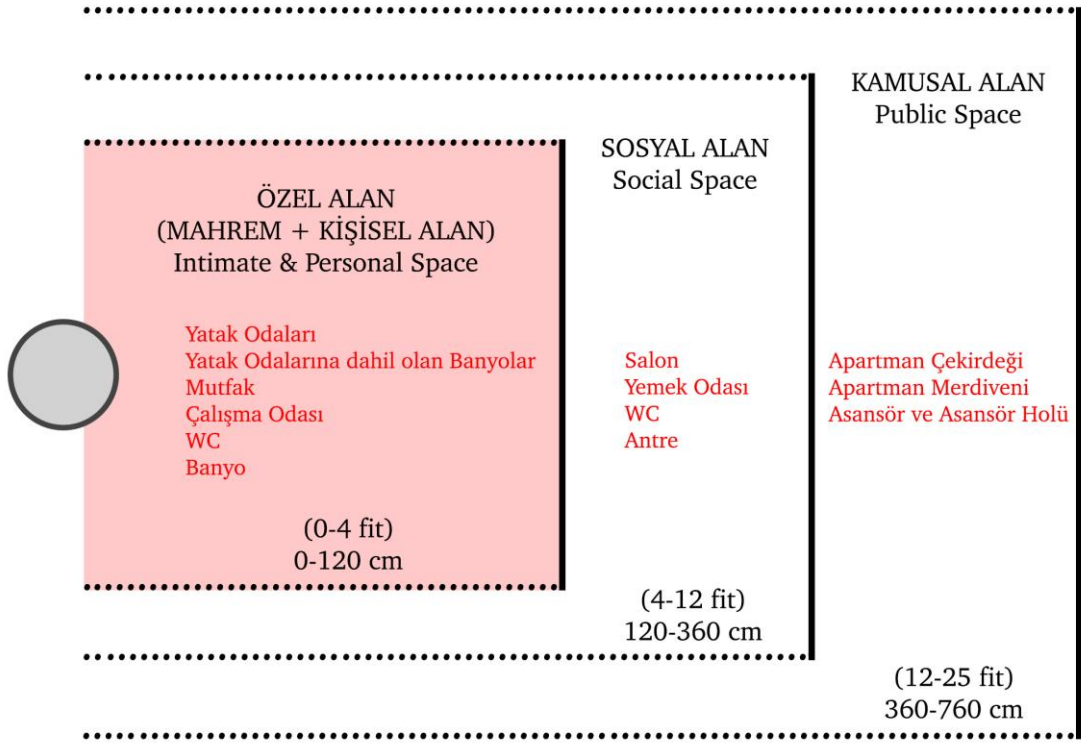 ÖZEL ALAN
(MAHREM + KİŞİSEL ALAN)
Intimate & Personal Space
Yatak Odaları
Yatak Odalarına dahil olan Banyolar
Mutfak
Çalışma Odası
WC
Banyo
(0-4 fit)
0-120 cm
SOSYAL ALAN
Social Space
Salon
Yemek Odası
WC
Antre
(4-12 fit)
120-360 cm
KAMUSAL ALAN
Public Space
Apartman Çekirdeği
Apartman Merdiveni
Asansör ve Asansör Holü
(12-25 fit)
360-760 cm